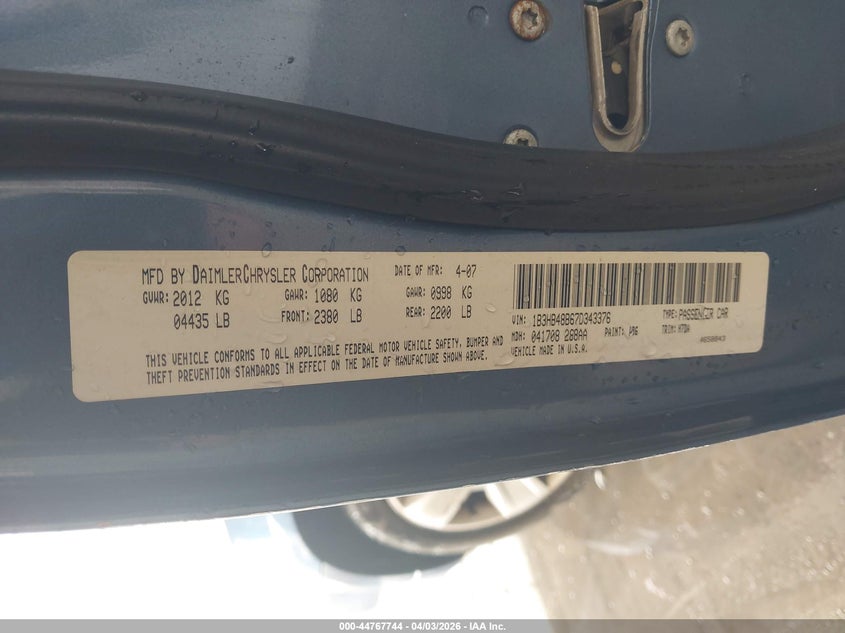 MFD BY DAIMLERCHRYSLER CORPORATION DATE OF MFR: 4-07
GVWR: 2012 KG GAWR: 1080 KG GAWR: 0998 KG
04435 LB FRONT: 2380 LB REAR: 2200 LB
THIS VEHICLE CONFORMS TO ALL APPLICABLE FEDERAL MOTOR VEHICLE SAFETY, BUMPER AND
THEFT PREVENTION STANDARDS IN EFFECT ON THE DATE OF MANUFACTURE SHOWN ABOVE.
VIN: 1B3HB48B67D343376 TYPE: PASSENGER CAR
MDH: 041708 288AA PAINT: TRIM:
VEHICLE MADE IN U.S.A.
000-44767744 | 04/03/2026 | IAA Inc.